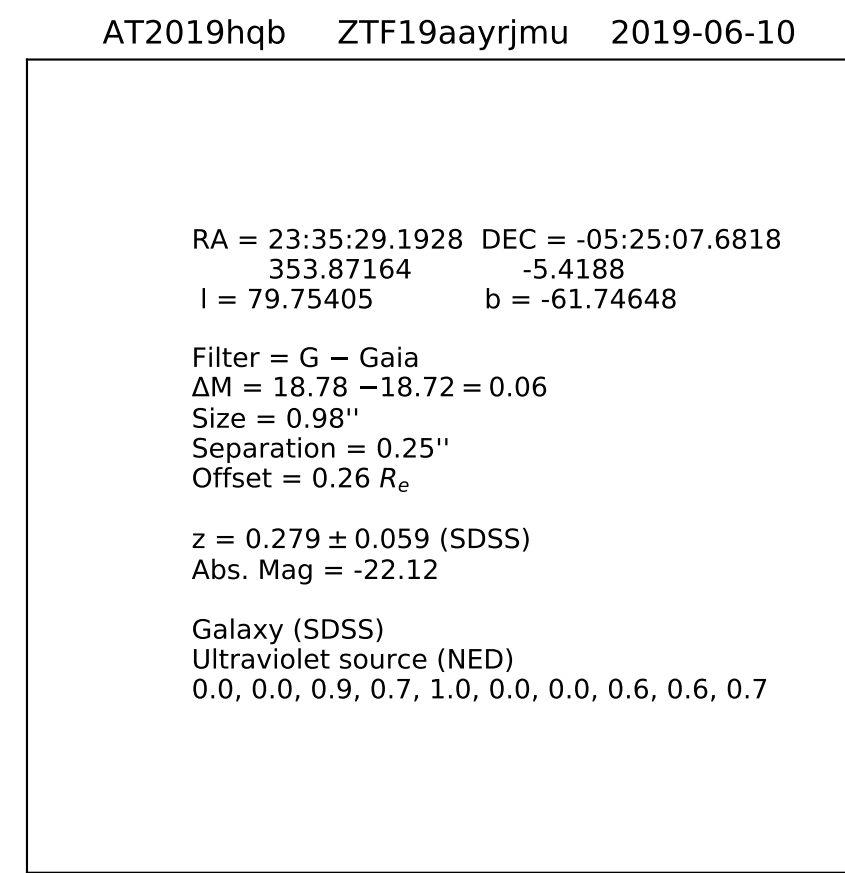 AT2019hqb ZTF19aayrjmu 2019-06-10
RA = 23:35:29.1928 DEC = -05:25:07.6818
353.87164 -5.4188
l = 79.75405 b = -61.74648
Filter = G − Gaia
ΔM = 18.78 −18.72 = 0.06
Size = 0.98''
Separation = 0.25''
Offset = 0.26 Rₑ
z = 0.279 ± 0.059 (SDSS)
Abs. Mag = -22.12
Galaxy (SDSS)
Ultraviolet source (NED)
0.0, 0.0, 0.9, 0.7, 1.0, 0.0, 0.0, 0.6, 0.6, 0.7